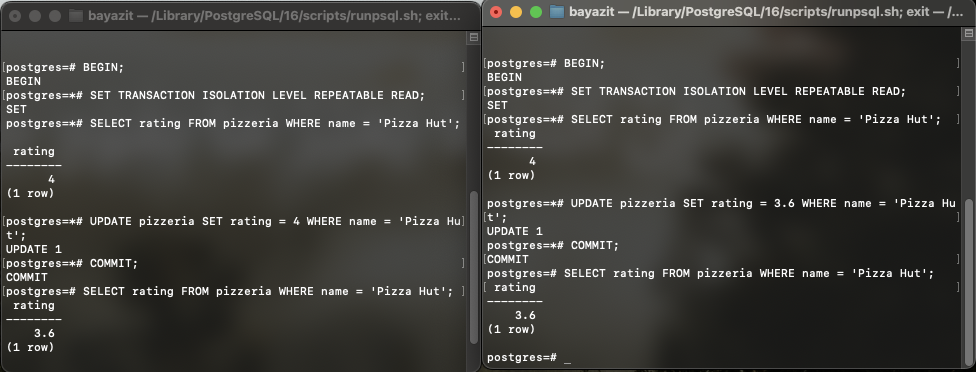 bayazit — /Library/PostgreSQL/16/scripts/runpsql.sh; exit...
[postgres=# BEGIN; ]
BEGIN
[postgres=*# SET TRANSACTION ISOLATION LEVEL REPEATABLE READ; ]
SET
postgres=*# SELECT rating FROM pizzeria WHERE name = 'Pizza Hut';
rating
--------
4
(1 row)
[postgres=*# UPDATE pizzeria SET rating = 4 WHERE name = 'Pizza Hu]
t';
UPDATE 1
[postgres=*# COMMIT; ]
COMMIT
[postgres=# SELECT rating FROM pizzeria WHERE name = 'Pizza Hut'; ]
rating
--------
3.6
(1 row)
bayazit — /Library/PostgreSQL/16/scripts/runpsql.sh; exit — /...
[postgres=# BEGIN; ]
BEGIN
[postgres=*# SET TRANSACTION ISOLATION LEVEL REPEATABLE READ; ]
SET
[postgres=*# SELECT rating FROM pizzeria WHERE name = 'Pizza Hut'; ]
rating
--------
4
(1 row)
postgres=*# UPDATE pizzeria SET rating = 3.6 WHERE name = 'Pizza Hu]
[t'; ]
UPDATE 1
postgres=*# COMMIT;
[COMMIT ]
postgres=# SELECT rating FROM pizzeria WHERE name = 'Pizza Hut';
[ rating ]
--------
3.6
(1 row)
postgres=# _